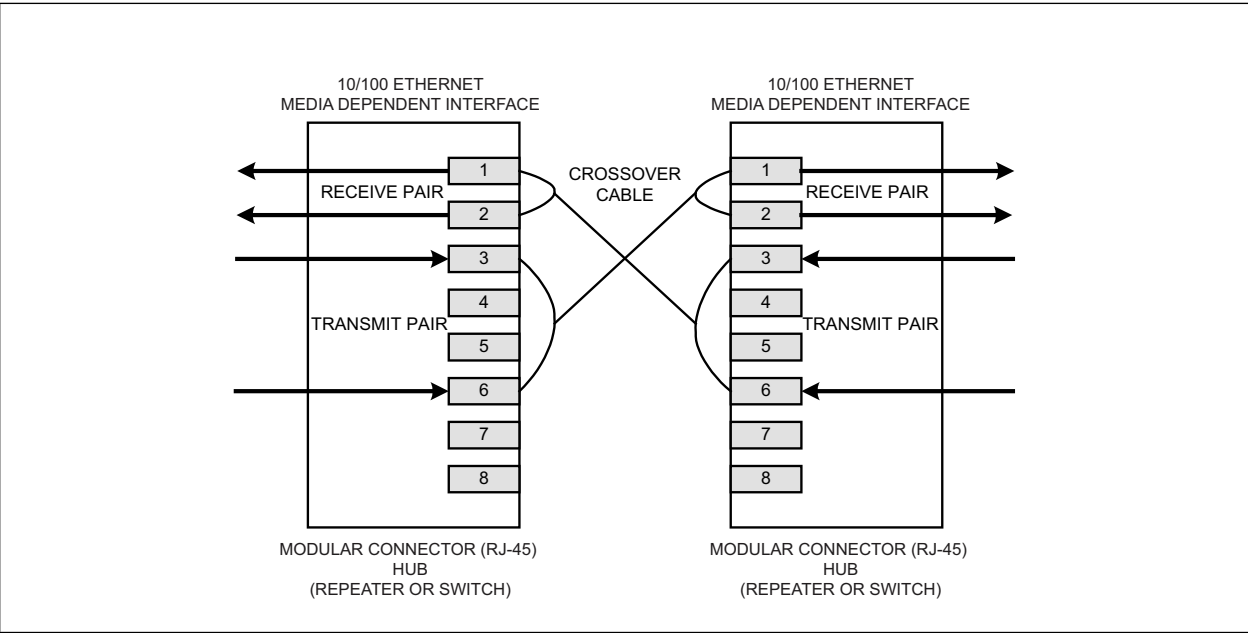 10/100 ETHERNET
MEDIA DEPENDENT INTERFACE
10/100 ETHERNET
MEDIA DEPENDENT INTERFACE
1
RECEIVE PAIR
2
3
4
TRANSMIT PAIR
5
6
7
8
CROSSOVER
CABLE
1
RECEIVE PAIR
2
3
4
TRANSMIT PAIR
5
6
7
8
MODULAR CONNECTOR (RJ-45)
HUB
(REPEATER OR SWITCH)
MODULAR CONNECTOR (RJ-45)
HUB
(REPEATER OR SWITCH)